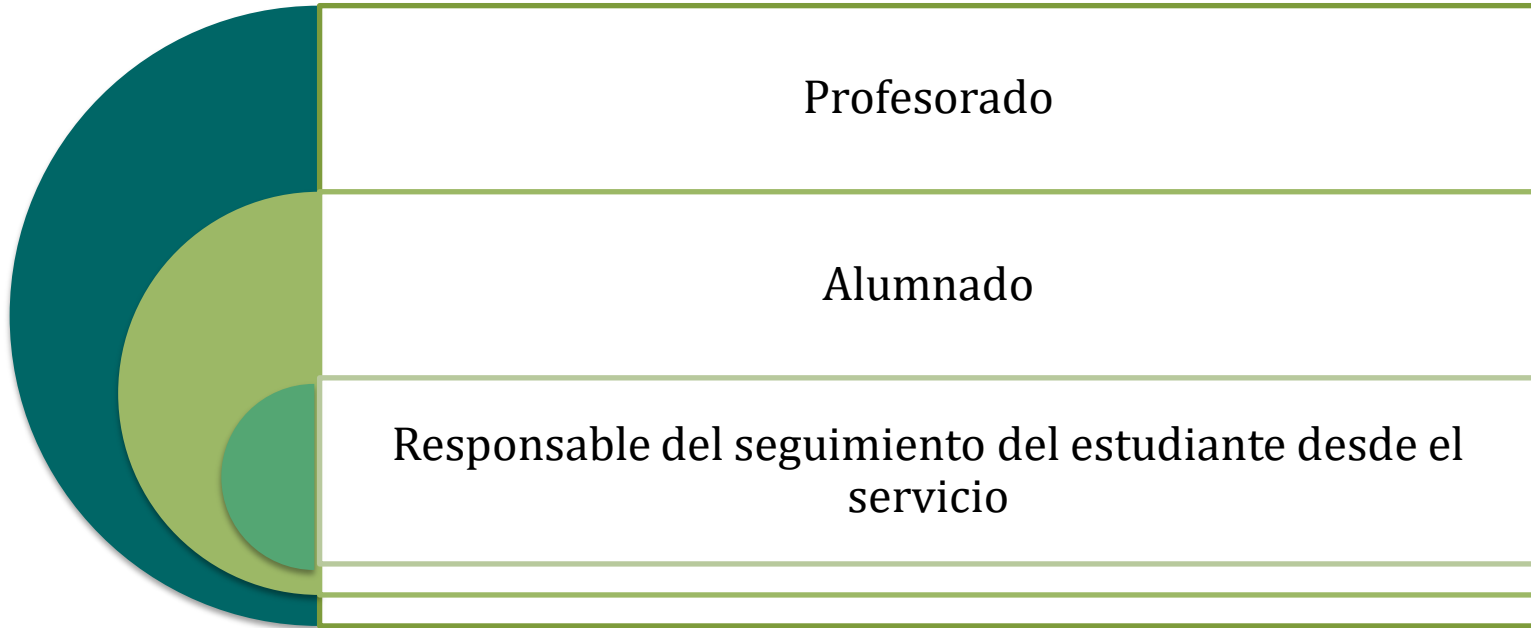 Profesorado
Alumnado
Responsable del seguimiento del estudiante desde el
servicio